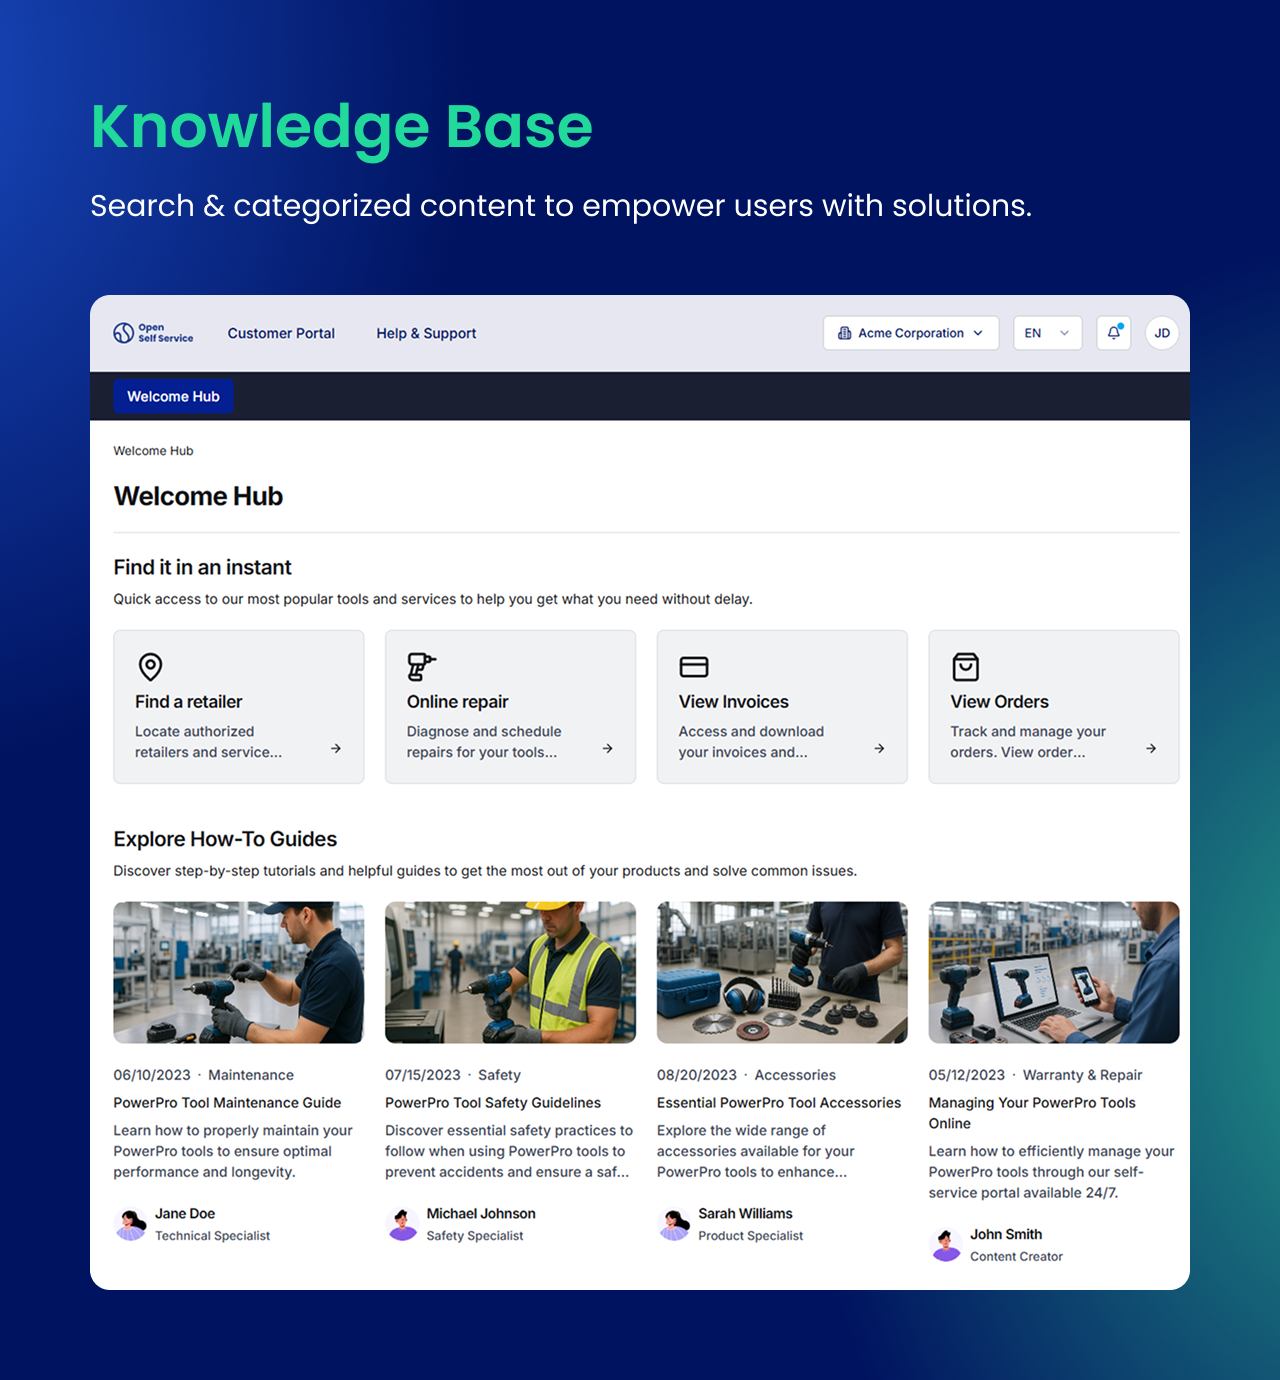 Knowledge Base
Search & categorized content to empower users with solutions.
Open
Self Service
Customer Portal
Help & Support
Acme Corporation
EN
JD
Welcome Hub
Welcome Hub
Welcome Hub
Find it in an instant
Quick access to our most popular tools and services to help you get what you need without delay.
Find a retailer
Locate authorized
retailers and service...
Online repair
Diagnose and schedule
repairs for your tools...
View Invoices
Access and download
your invoices and...
View Orders
Track and manage your
orders. View order...
Explore How-To Guides
Discover step-by-step tutorials and helpful guides to get the most out of your products and solve common issues.
06/10/2023 · Maintenance
PowerPro Tool Maintenance Guide
Learn how to properly maintain your
PowerPro tools to ensure optimal
performance and longevity.
Jane Doe
Technical Specialist
07/15/2023 · Safety
PowerPro Tool Safety Guidelines
Discover essential safety practices to
follow when using PowerPro tools to
prevent accidents and ensure a saf...
Michael Johnson
Safety Specialist
08/20/2023 · Accessories
Essential PowerPro Tool Accessories
Explore the wide range of
accessories available for your
PowerPro tools to enhance...
Sarah Williams
Product Specialist
05/12/2023 · Warranty & Repair
Managing Your PowerPro Tools
Online
Learn how to efficiently manage your
PowerPro tools through our self-
service portal available 24/7.
John Smith
Content Creator